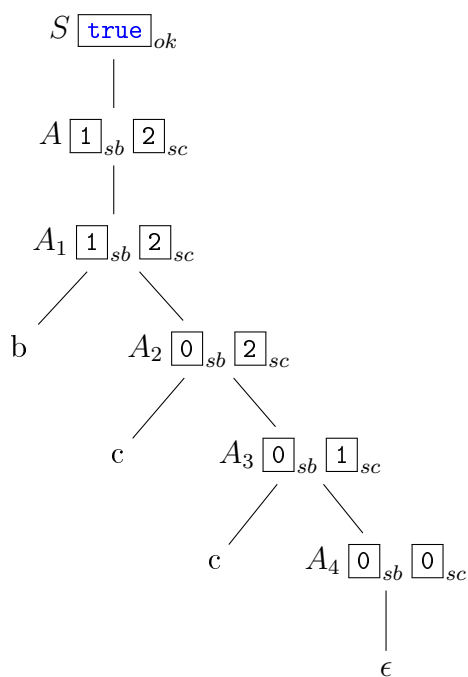 S true ok
A 1 sb 2 sc
A₁ 1 sb 2 sc
b A₂ 0 sb 2 sc
c A₃ 0 sb 1 sc
c A₄ 0 sb 0 sc
ϵ